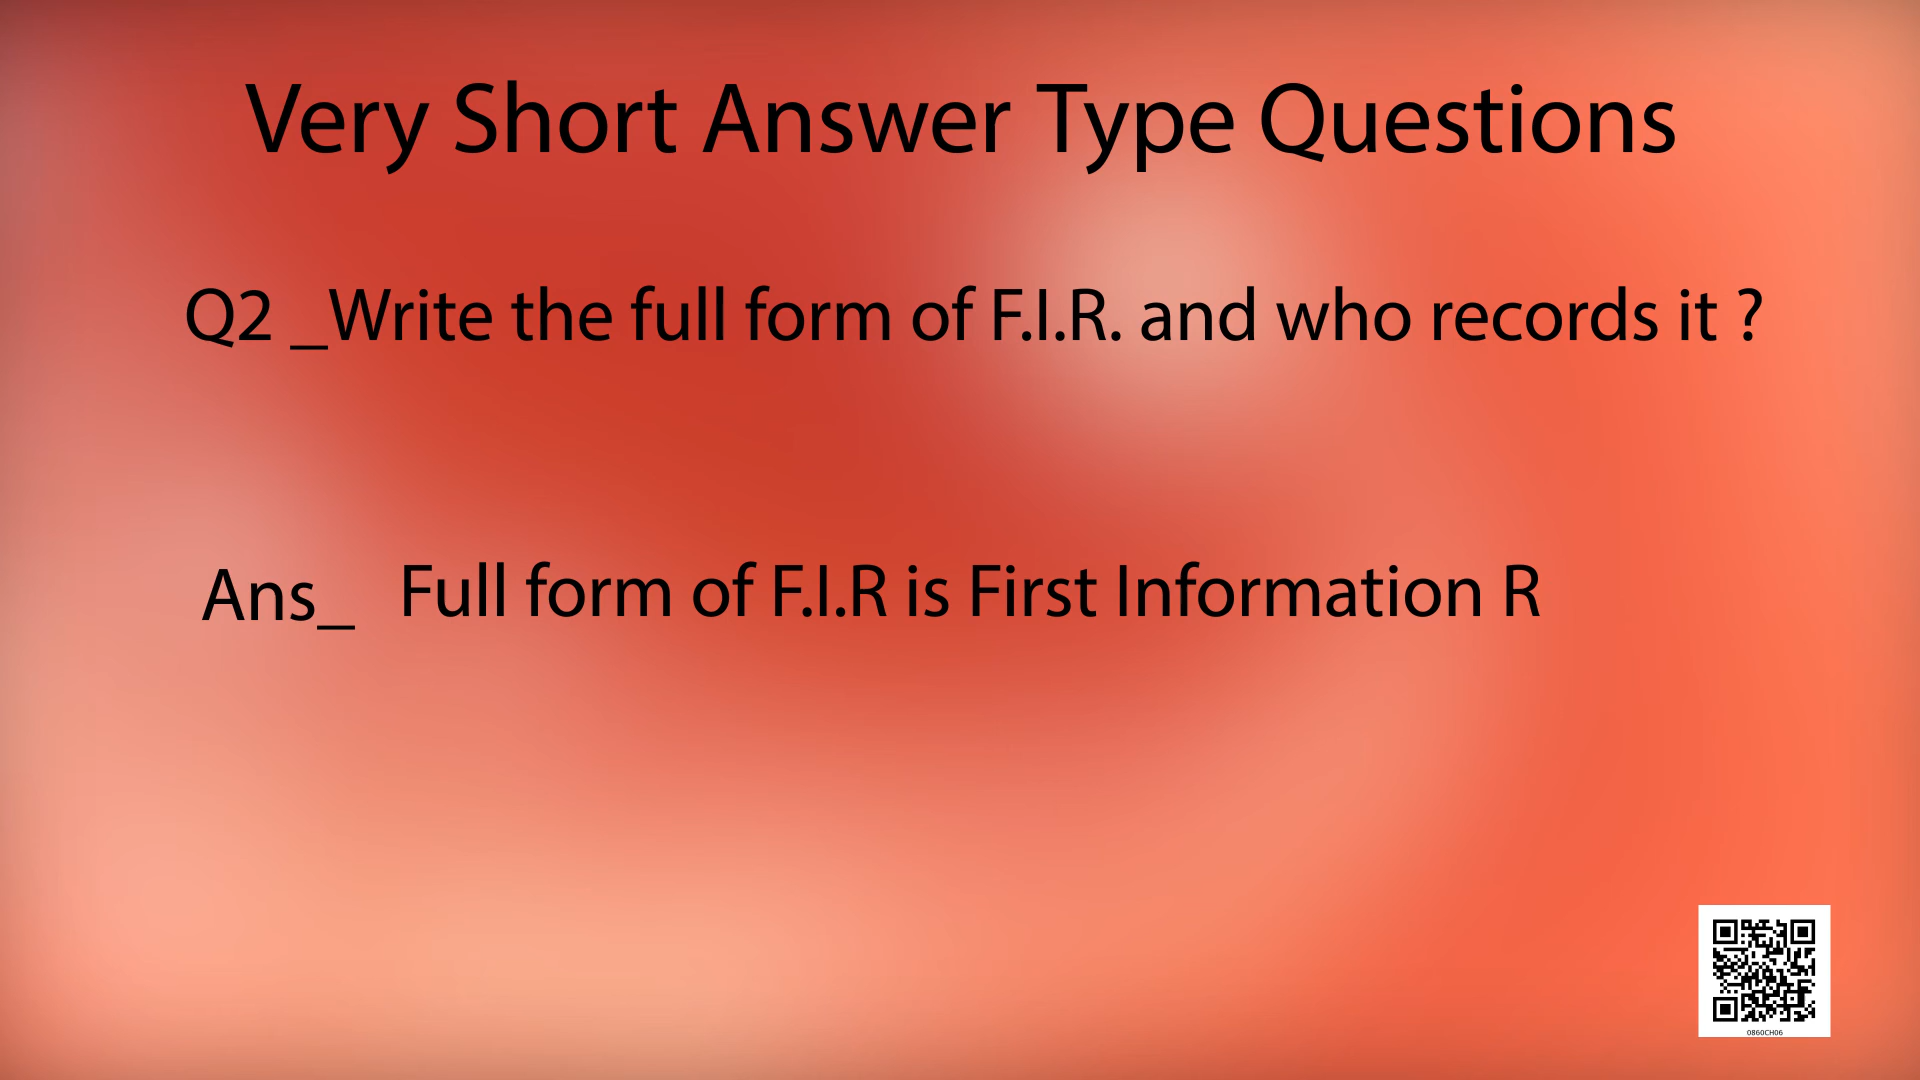 Very Short Answer Type Questions
Q2 _Write the full form of F.I.R. and who records it ?
Ans_ Full form of F.I.R is First Information R
0860CH06